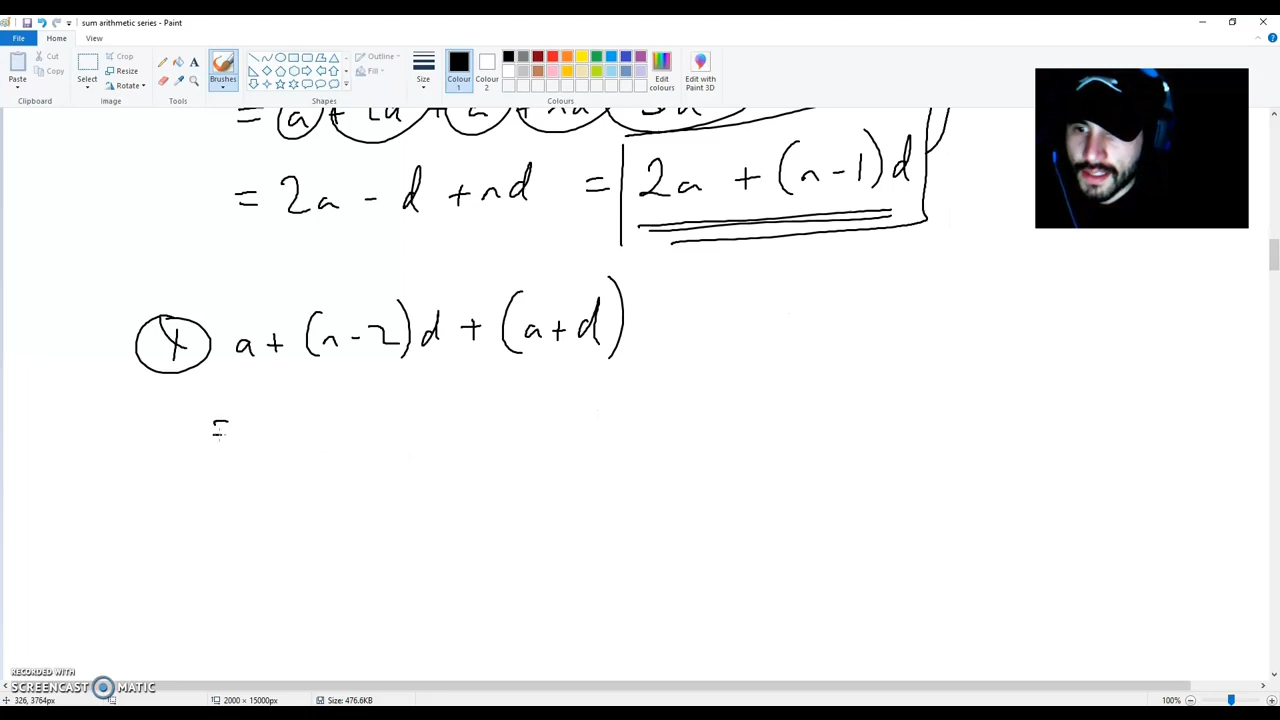 sum arithmetic series - Paint
File Home View
Paste Cut Copy Clipboard
Select Crop Resize Rotate Image
Tools
Brushes
Outline Fill Shapes
Size
Colour 1 Colour 2 Edit colours Colours
Edit with Paint 3D
= 2a - d + nd = 2a + (n-1)d
a + (n-2)d + (a+d)
=
RECORDED WITH
SCREENCAST MATIC
326, 3764px 2000 × 15000px Size: 476.6KB 100%